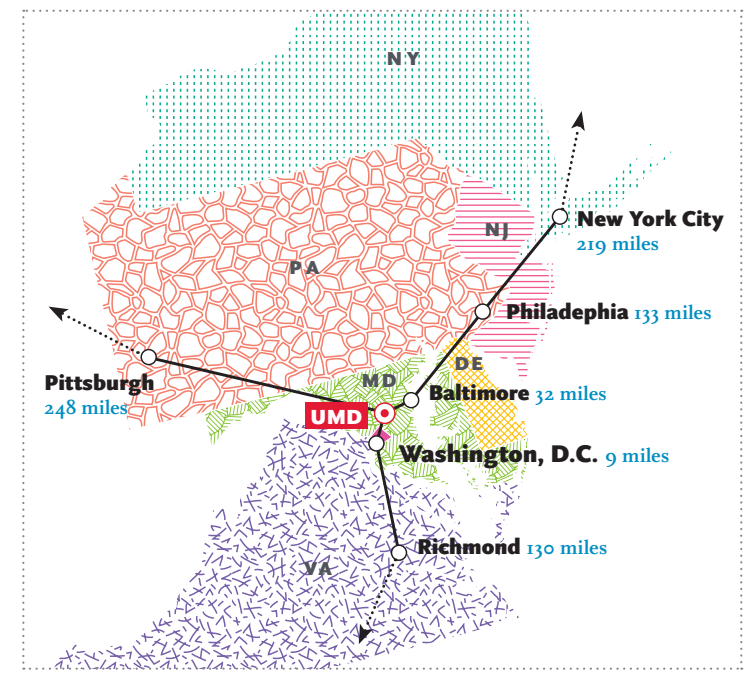 NY
NJ
New York City
219 miles
PA
Philadephia 133 miles
Pittsburgh
248 miles
MD
DE
Baltimore 32 miles
UMD
Washington, D.C. 9 miles
Richmond 130 miles
VA